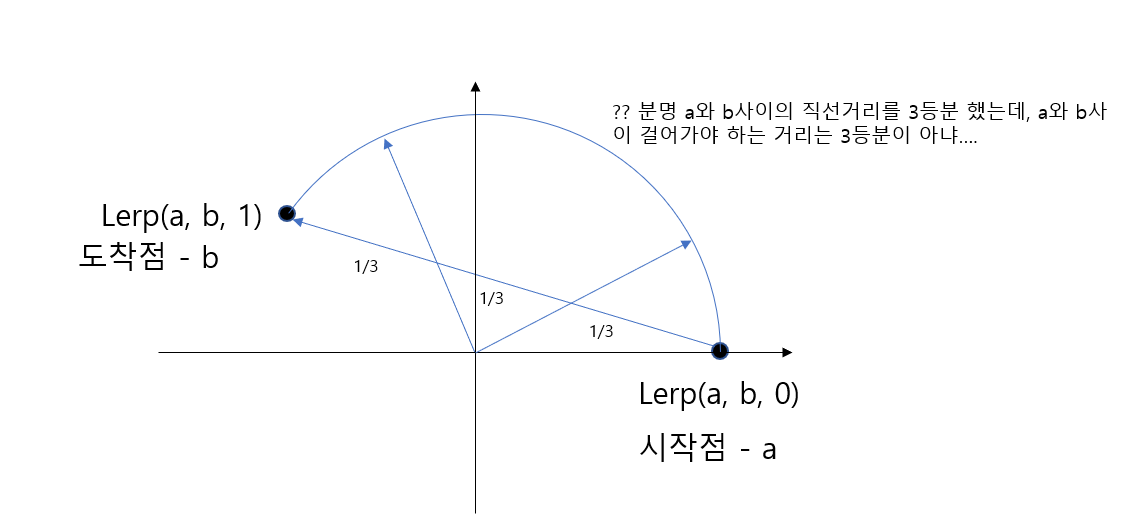 ?? 분명 a와 b사이의 직선거리를 3등분 했는데, a와 b사
이 걸어가야 하는 거리는 3등분이 아냐....
Lerp(a, b, 1)
도착점 - b
1/3
1/3
1/3
Lerp(a, b, 0)
시작점 - a